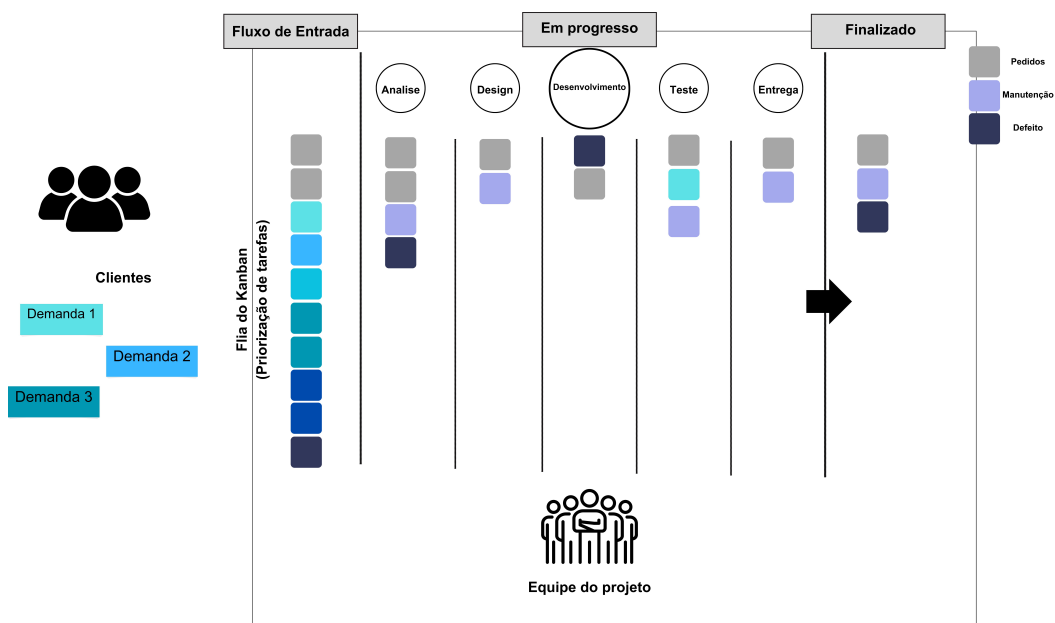 Fluxo de Entrada
Em progresso
Finalizado
Analise
Design
Desenvolvimento
Teste
Entrega
Pedidos
Manutenção
Defeito
Clientes
Demanda 1
Demanda 2
Demanda 3
Flia do Kanban
(Priorização de tarefas)
Equipe do projeto